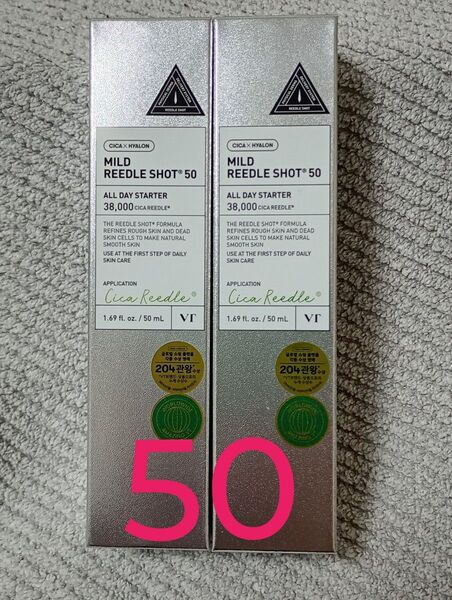 REEDLE SHOT
CICA × HYALON
MILD
REEDLE SHOT® 50
ALL DAY STARTER
38,000 CICA REEDLE®
THE REEDLE SHOT® FORMULA
REFINES ROUGH SKIN AND DEAD
SKIN CELLS TO MAKE NATURAL
SMOOTH SKIN
USE AT THE FIRST STEP OF DAILY
SKIN CARE
APPLICATION
Cica Reedle®
1.69 fl. oz. / 50 mL
VT
204관왕
REEDLE SHOT
CICA × HYALON
MILD
REEDLE SHOT® 50
ALL DAY STARTER
38,000 CICA REEDLE®
THE REEDLE SHOT® FORMULA
REFINES ROUGH SKIN AND DEAD
SKIN CELLS TO MAKE NATURAL
SMOOTH SKIN
USE AT THE FIRST STEP OF DAILY
SKIN CARE
APPLICATION
Cica Reedle®
1.69 fl. oz. / 50 mL
VT
204관왕
50